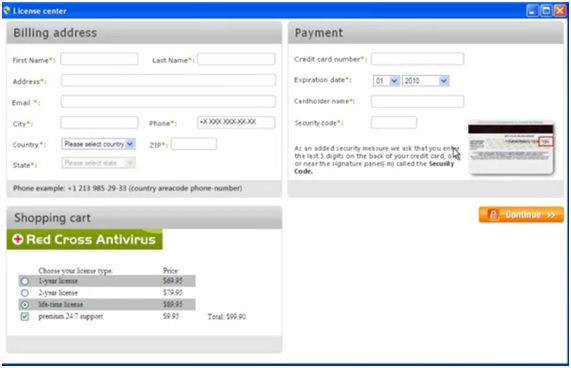 License center
Billing address
First Name*:
Last Name*:
Address*:
Email *:
City*:
Phone*: +X XXX XXX-XX-XX
Country*: Please select country
ZIP*:
State*: Please select state
Phone example: +1 213 985-29-33 (country areacode phone-number)
Payment
Credit card number*:
Expiration date*: 01 2010
Cardholder name*:
Security code*:
As an added security measure we ask that you enter
the last 3 digits on the back of your credit card, on
or near the signature panel(-m) called the Security
Code.
Continue >>
Shopping cart
Red Cross Antivirus
Choose your license type: Price:
1-year license $69.95
2-year license $79.95
life-time license $89.95
premium 24/7 support $9.95 Total: $99.90